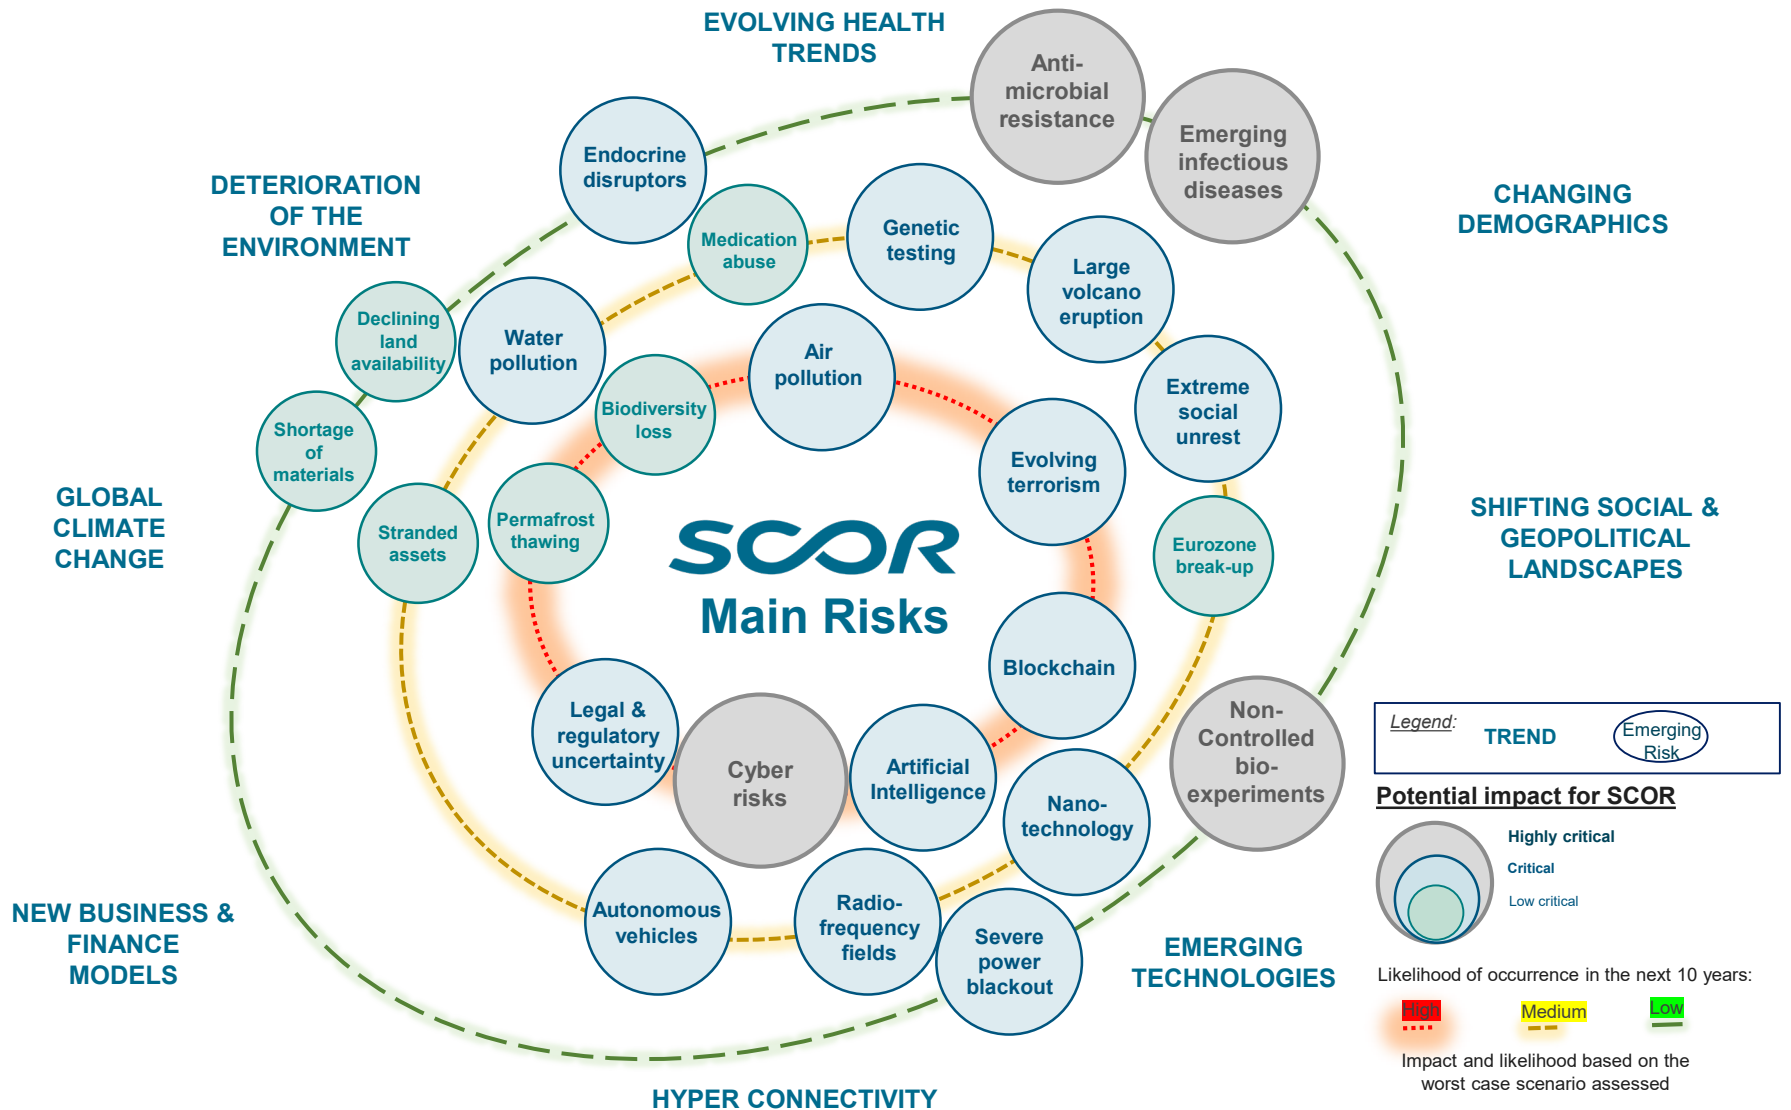 EVOLVING HEALTH
TRENDS
Anti-
microbial
resistance
Emerging
infectious
diseases
Endocrine
disruptors
DETERIORATION
OF THE
ENVIRONMENT
CHANGING
DEMOGRAPHICS
Medication
abuse
Genetic
testing
Large
volcano
eruption
Declining
land
availability
Water
pollution
Air
pollution
Extreme
social
unrest
Biodiversity
loss
Shortage
of
materials
Evolving
terrorism
GLOBAL
CLIMATE
CHANGE
Stranded
assets
Permafrost
thawing
SCOR
Main Risks
Eurozone
break-up
SHIFTING SOCIAL &
GEOPOLITICAL
LANDSCAPES
Blockchain
Legal &
regulatory
uncertainty
Cyber
risks
Artificial
Intelligence
Non-
Controlled
bio-
experiments
Nano-
technology
Autonomous
vehicles
Radio-
frequency
fields
Severe
power
blackout
NEW BUSINESS &
FINANCE
MODELS
EMERGING
TECHNOLOGIES
HYPER CONNECTIVITY
Legend:
TREND
Emerging
Risk
Potential impact for SCOR
Highly critical
Critical
Low critical
Likelihood of occurrence in the next 10 years:
High
Medium
Low
Impact and likelihood based on the
worst case scenario assessed